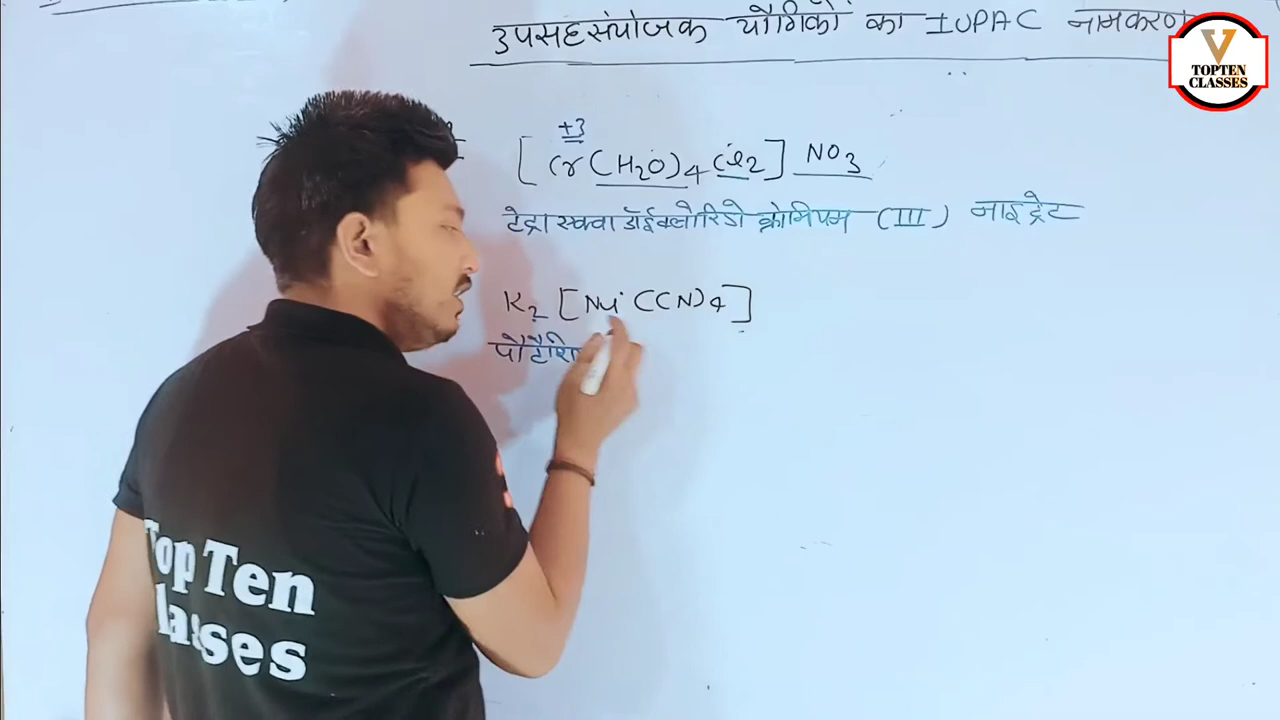 उपसहसंयोजक यौगिकों का IUPAC नामकरण
V
TOPTEN
CLASSES
[Cr(H₂O)₄Cl₂] NO₃
+3
टेट्रा एक्वा डॉईक्लोरिडो क्रोमियम (III) नाइट्रेट
K₂ [Ni(CN)₄]
पोटैशि
Top Ten
lasses